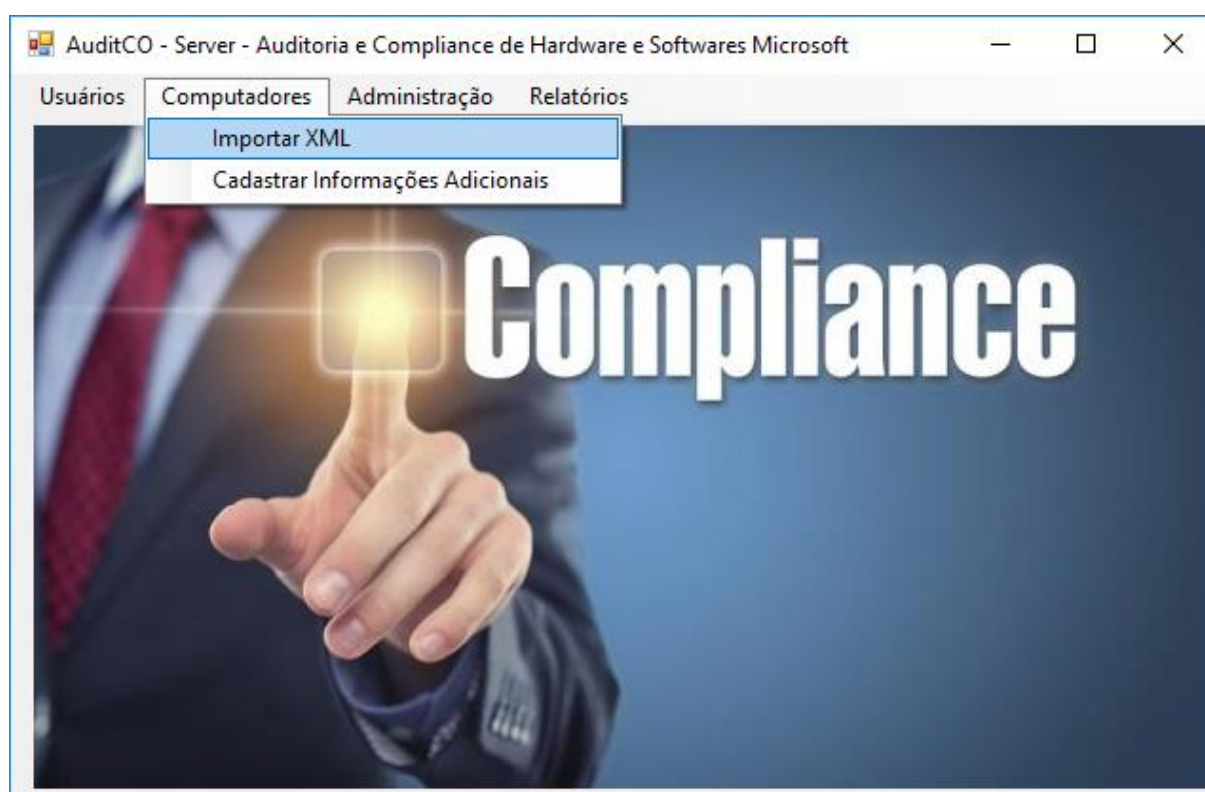 AuditCO - Server - Auditoria e Compliance de Hardware e Softwares Microsoft
Usuários Computadores Administração Relatórios
Importar XML
Cadastrar Informações Adicionais
Compliance